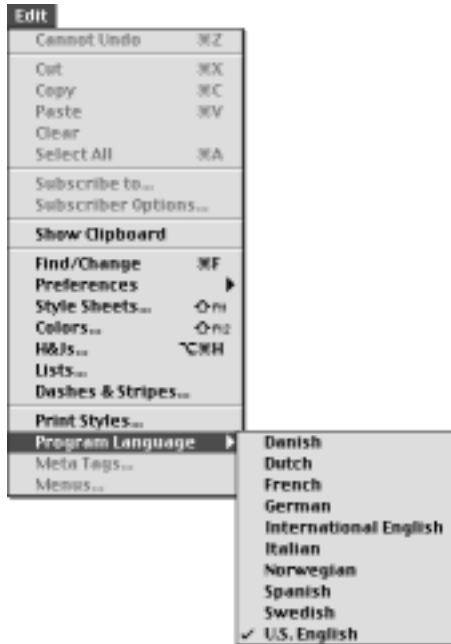 Edit
Cannot Undo ⌘Z
Cut ⌘X
Copy ⌘C
Paste ⌘V
Clear
Select All ⌘A
Subscribe to...
Subscriber Options...
Show Clipboard
Find/Change ⌘F
Preferences
Style Sheets... ⇧F11
Colors... ⇧F12
H&Js... ⌥⌘H
Lists...
Dashes & Stripes...
Print Styles...
Program Language
Meta Tags...
Menus...
Danish
Dutch
French
German
International English
Italian
Norwegian
Spanish
Swedish
✓ U.S. English